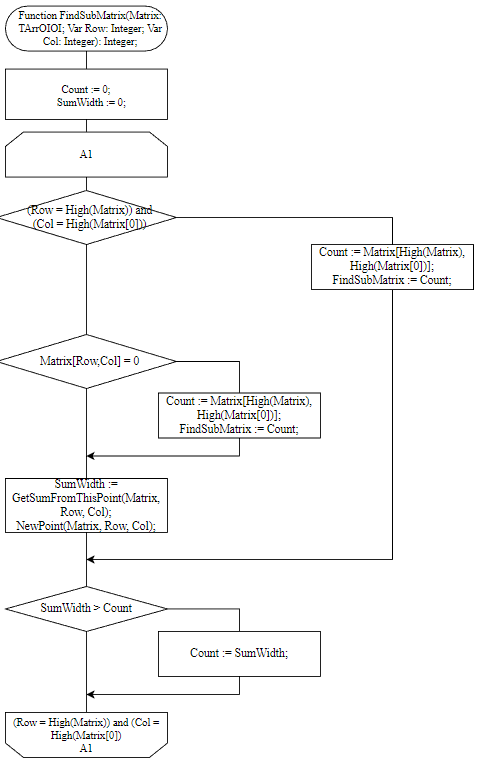 Function FindSubMatrix(Matrix:
TArrOIOI; Var Row: Integer; Var
Col: Integer): Integer;
Count := 0;
SumWidth := 0;
A1
(Row = High(Matrix)) and
(Col = High(Matrix[0]))
Count := Matrix[High(Matrix),
High(Matrix[0])];
FindSubMatrix := Count;
Matrix[Row,Col] = 0
Count := Matrix[High(Matrix),
High(Matrix[0])];
FindSubMatrix := Count;
SumWidth :=
GetSumFromThisPoint(Matrix,
Row, Col);
NewPoint(Matrix, Row, Col);
SumWidth > Count
Count := SumWidth;
(Row = High(Matrix)) and (Col =
High(Matrix[0])
A1